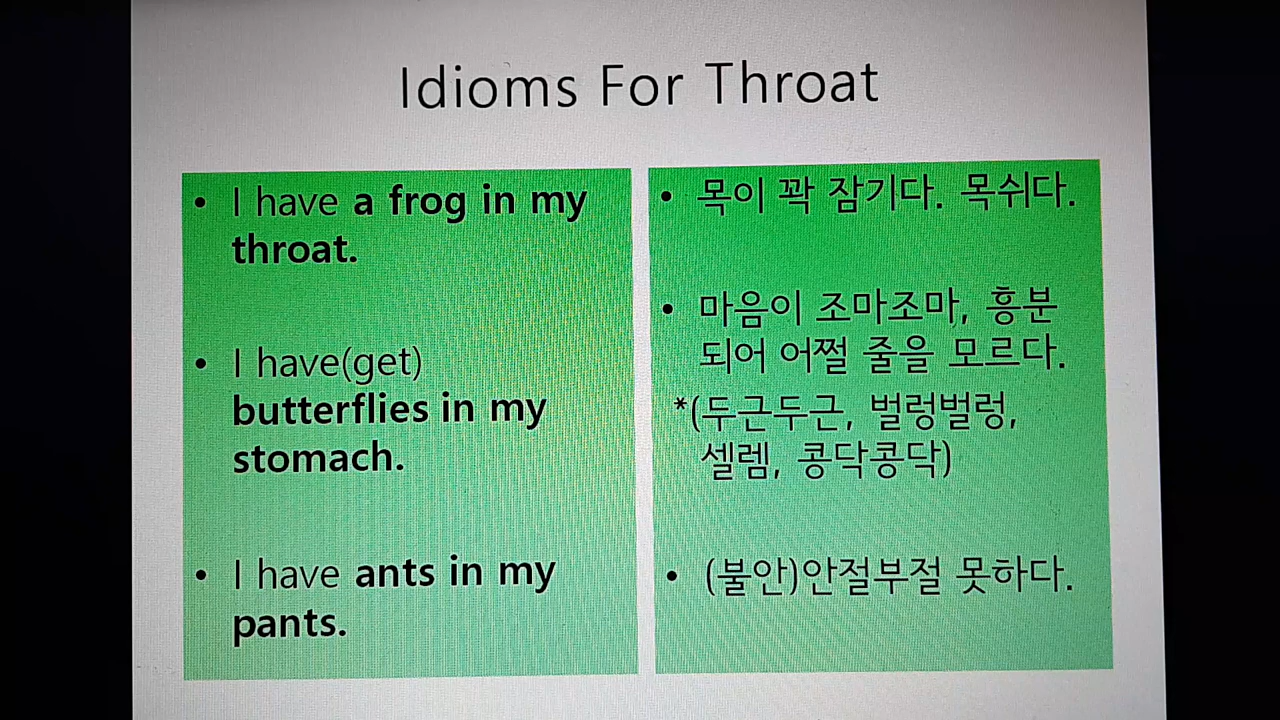 Idioms For Throat
• I have a frog in my
throat.
• I have(get)
butterflies in my
stomach.
• I have ants in my
pants.
• 목이 꽉 잠기다. 목쉬다.
• 마음이 조마조마, 흥분
되어 어쩔 줄을 모르다.
*(두근두근, 벌렁벌렁,
셀렘, 콩닥콩닥)
• (불안)안절부절 못하다.